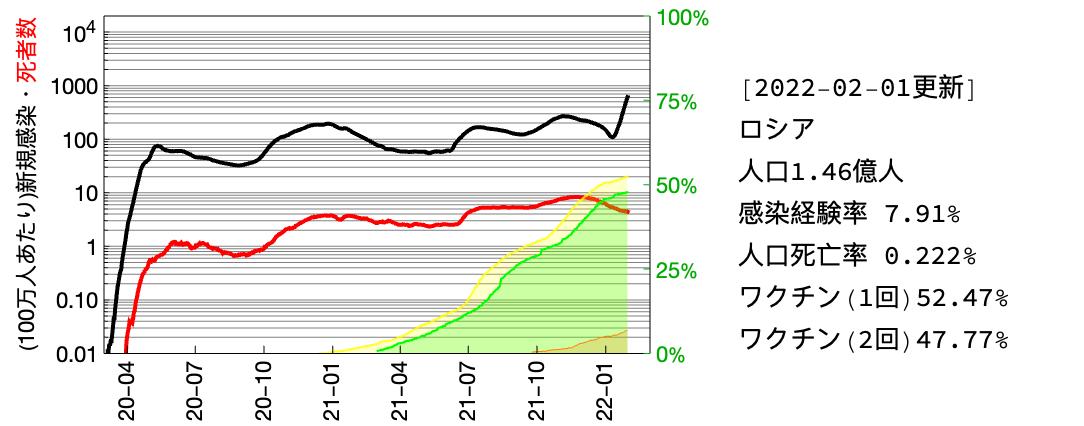 (100万人あたり)新規感染・死者数
10⁴
1000
100
10
1
0.10
0.01
100%
75%
50%
25%
0%
20-04
20-07
20-10
21-01
21-04
21-07
21-10
22-01
[2022-02-01更新]
ロシア
人口1.46億人
感染経験率 7.91%
人口死亡率 0.222%
ワクチン(1回)52.47%
ワクチン(2回)47.77%